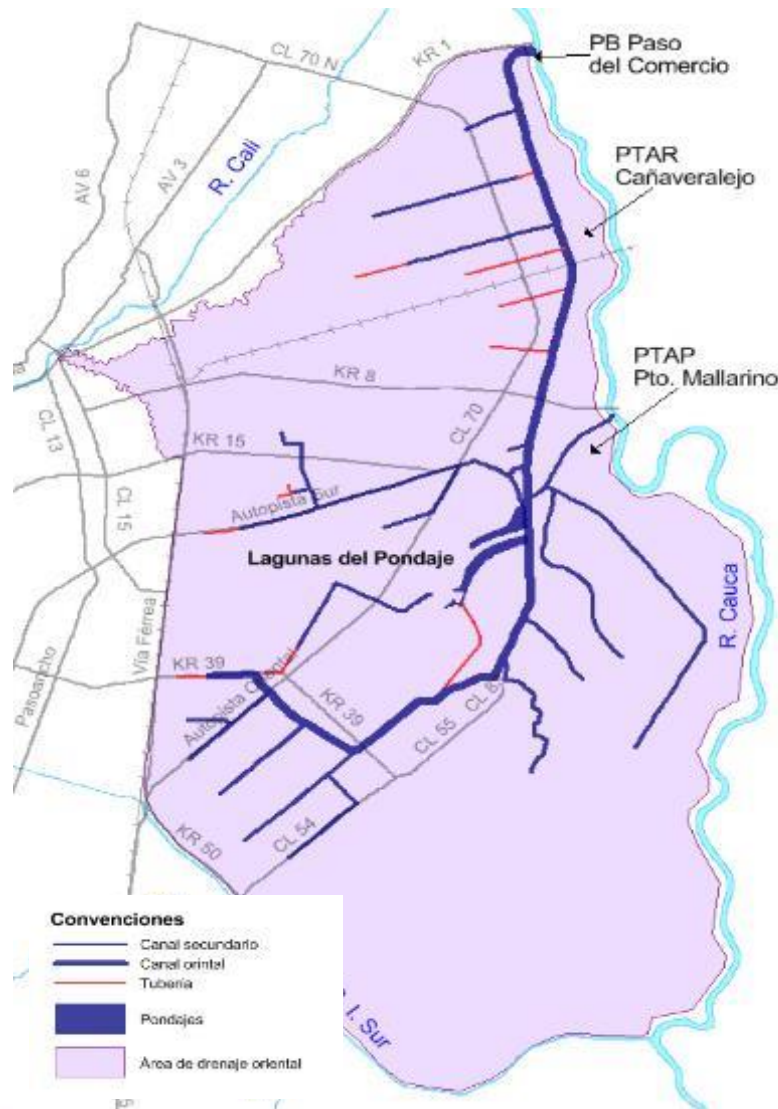 PB Paso
del Comercio
CL 70 N
KR 1
PTAR
Cañaveralejo
AV 6
AV 3
R. Cali
PTAP
Pto. Mallarino
KR 8
CL 13
CL 15
KR 15
CL 70
Autopista Sur
Lagunas del Pondaje
R. Cauca
Vía Férrea
Pasoancho
KR 39
Autopista Oriental
KR 39
CL 55
CL 54
KR 50
I. Sur
Convenciones
Canal secundario
Canal orintal
Tubería
Pondajes
Área de drenaje oriental